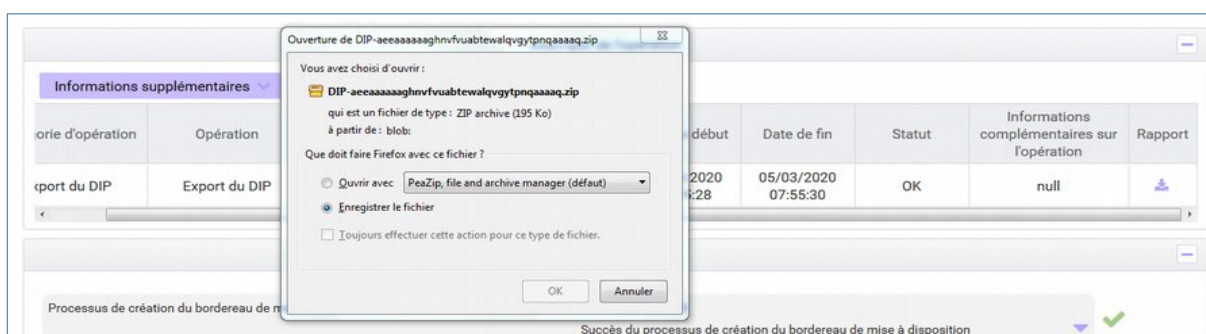 Ouverture de DIP-aeeaaaaaaghnvfvuabtewalqvgytpnqaaaaq.zip
Vous avez choisi d'ouvrir :
DIP-aeeaaaaaaghnvfvuabtewalqvgytpnqaaaaq.zip
qui est un fichier de type : ZIP archive (195 Ko)
à partir de : blob:
Que doit faire Firefox avec ce fichier ?
Ouvrir avec PeaZip, file and archive manager (défaut)
Enregistrer le fichier
Toujours effectuer cette action pour ce type de fichier.
OK Annuler
Informations supplémentaires
orie d'opération Opération début Date de fin Statut Informations complémentaires sur l'opération Rapport
xport du DIP Export du DIP 2020 05/03/2020 OK null
:28 07:55:30
Processus de création du bordereau de m
Succès du processus de création du bordereau de mise à disposition